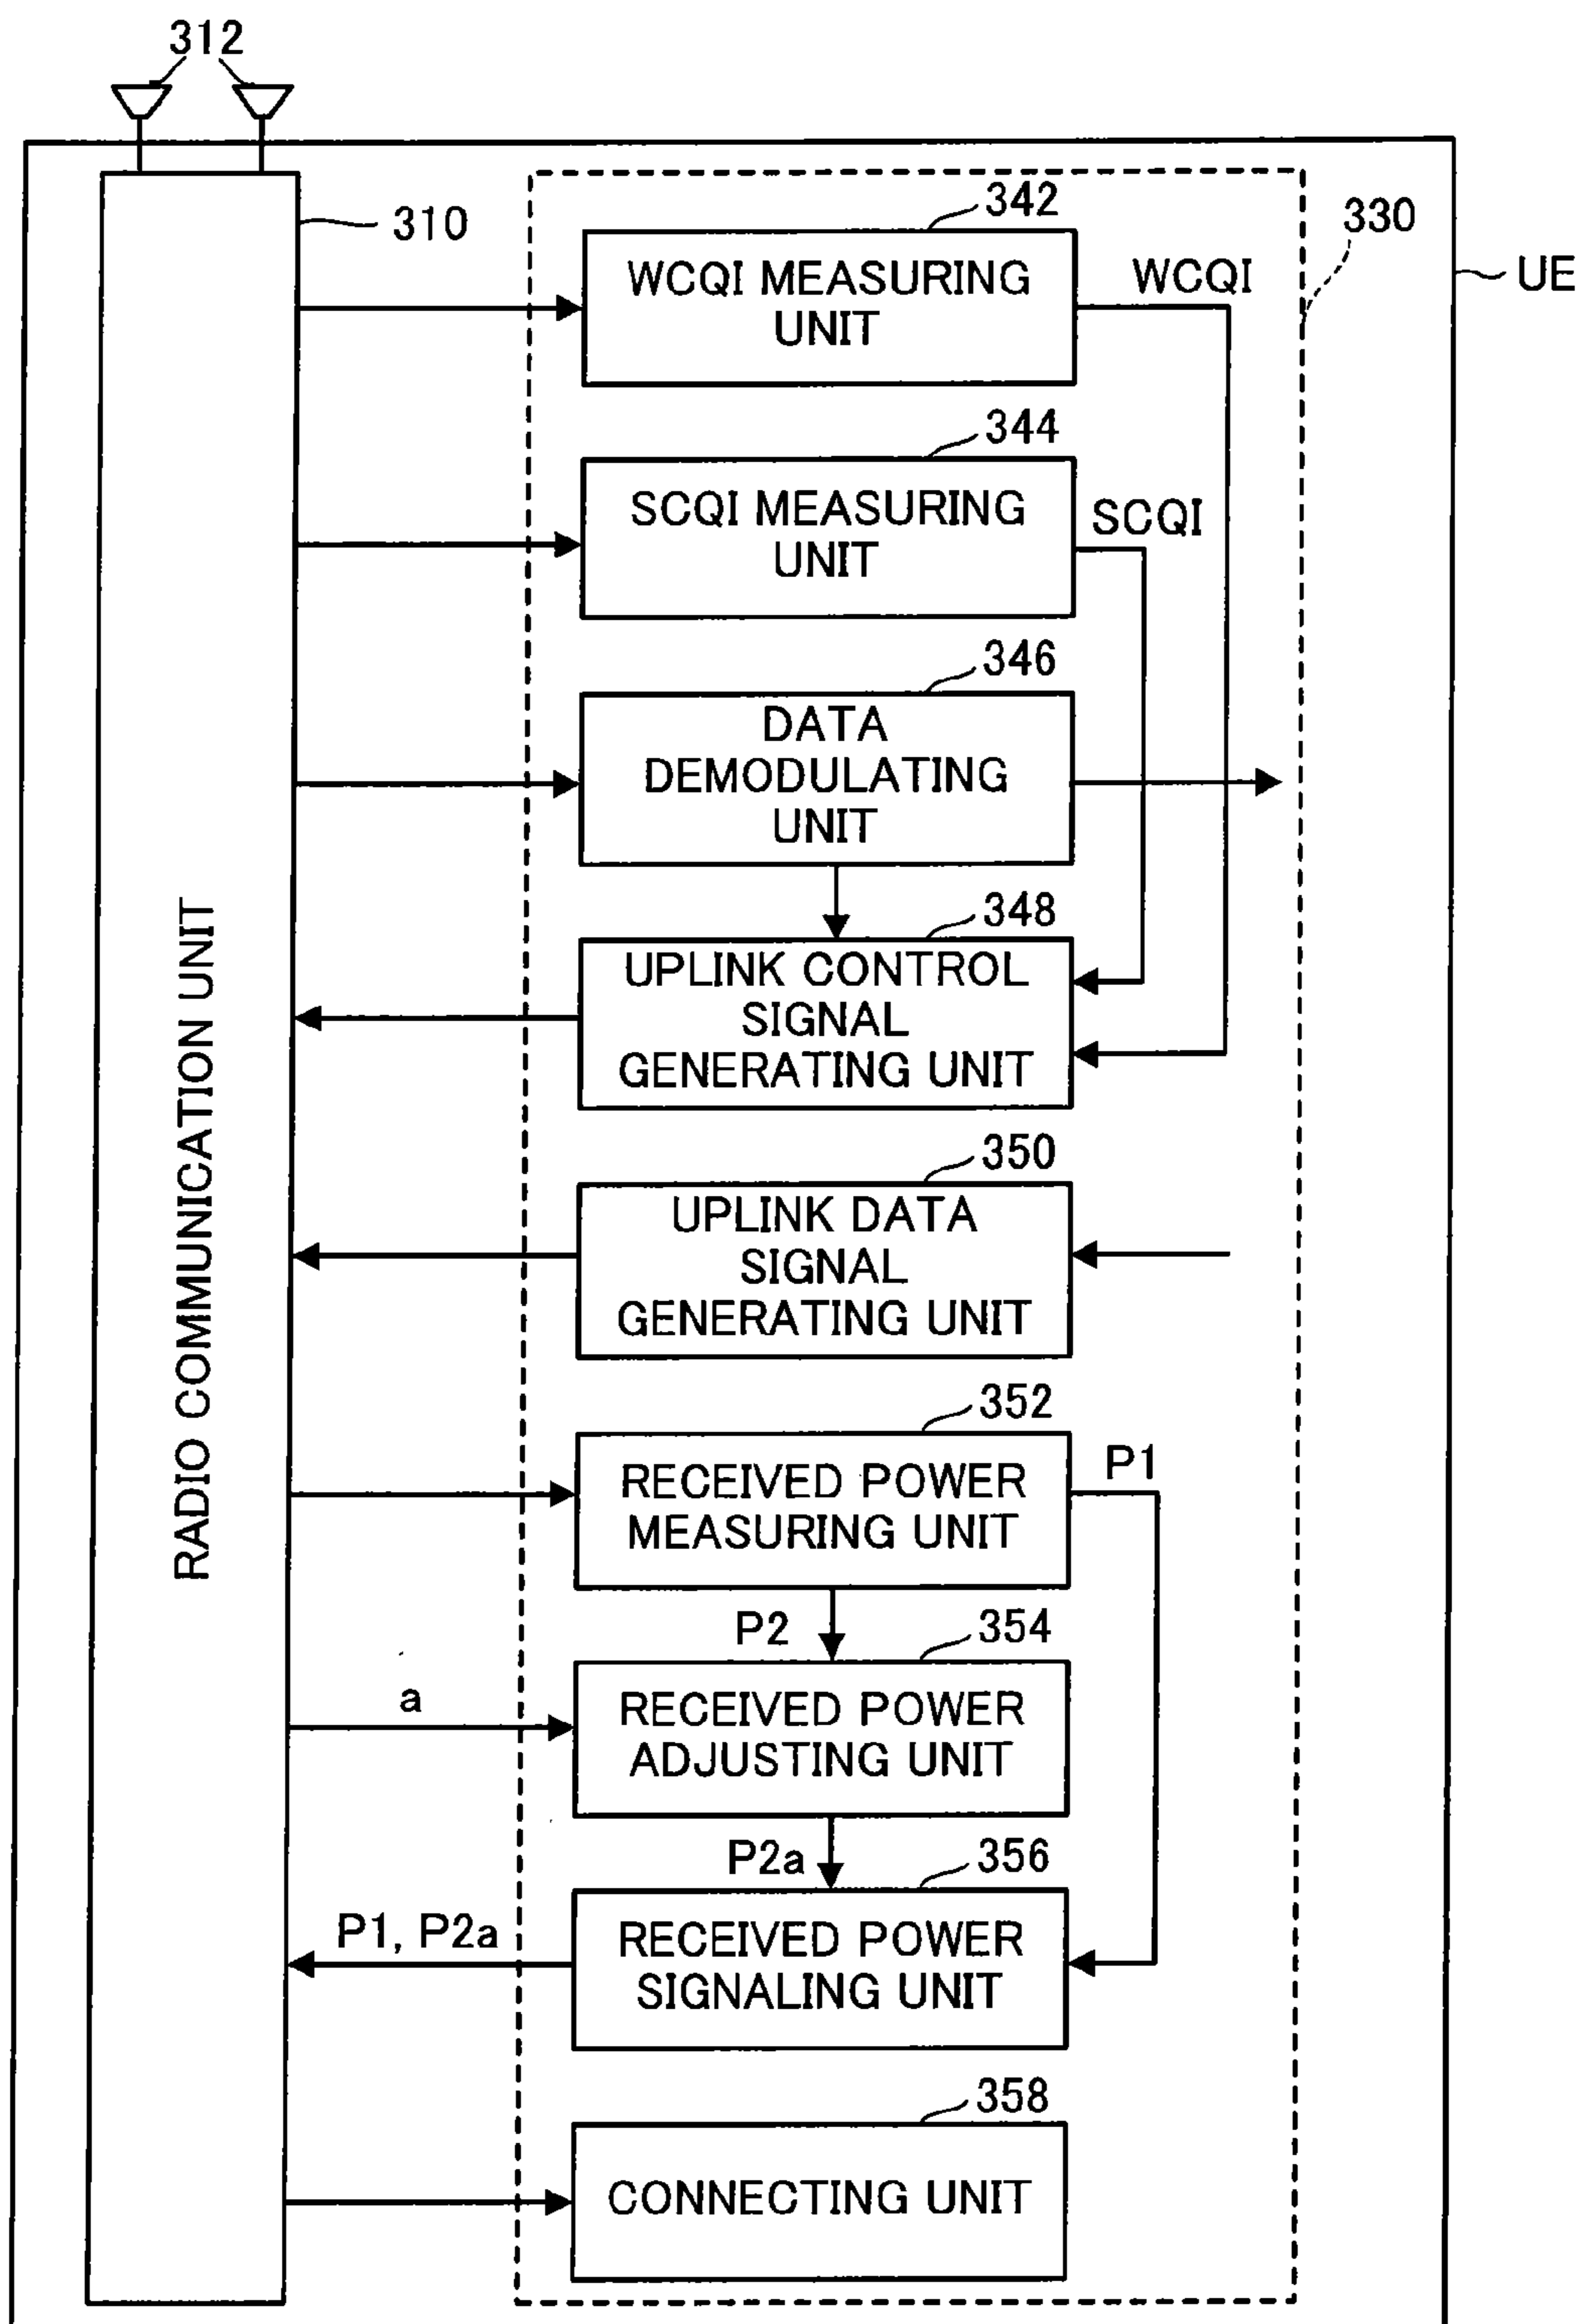 312
310
342
330
UE
WCQI MEASURING
UNIT
WCQI
344
SCQI MEASURING
UNIT
SCQI
346
DATA
DEMODULATING
UNIT
348
UPLINK CONTROL
SIGNAL
GENERATING UNIT
RADIO COMMUNICATION UNIT
350
UPLINK DATA
SIGNAL
GENERATING UNIT
352
RECEIVED POWER
MEASURING UNIT
P1
P2
354
a
RECEIVED POWER
ADJUSTING UNIT
P2a
356
P1, P2a
RECEIVED POWER
SIGNALING UNIT
358
CONNECTING UNIT